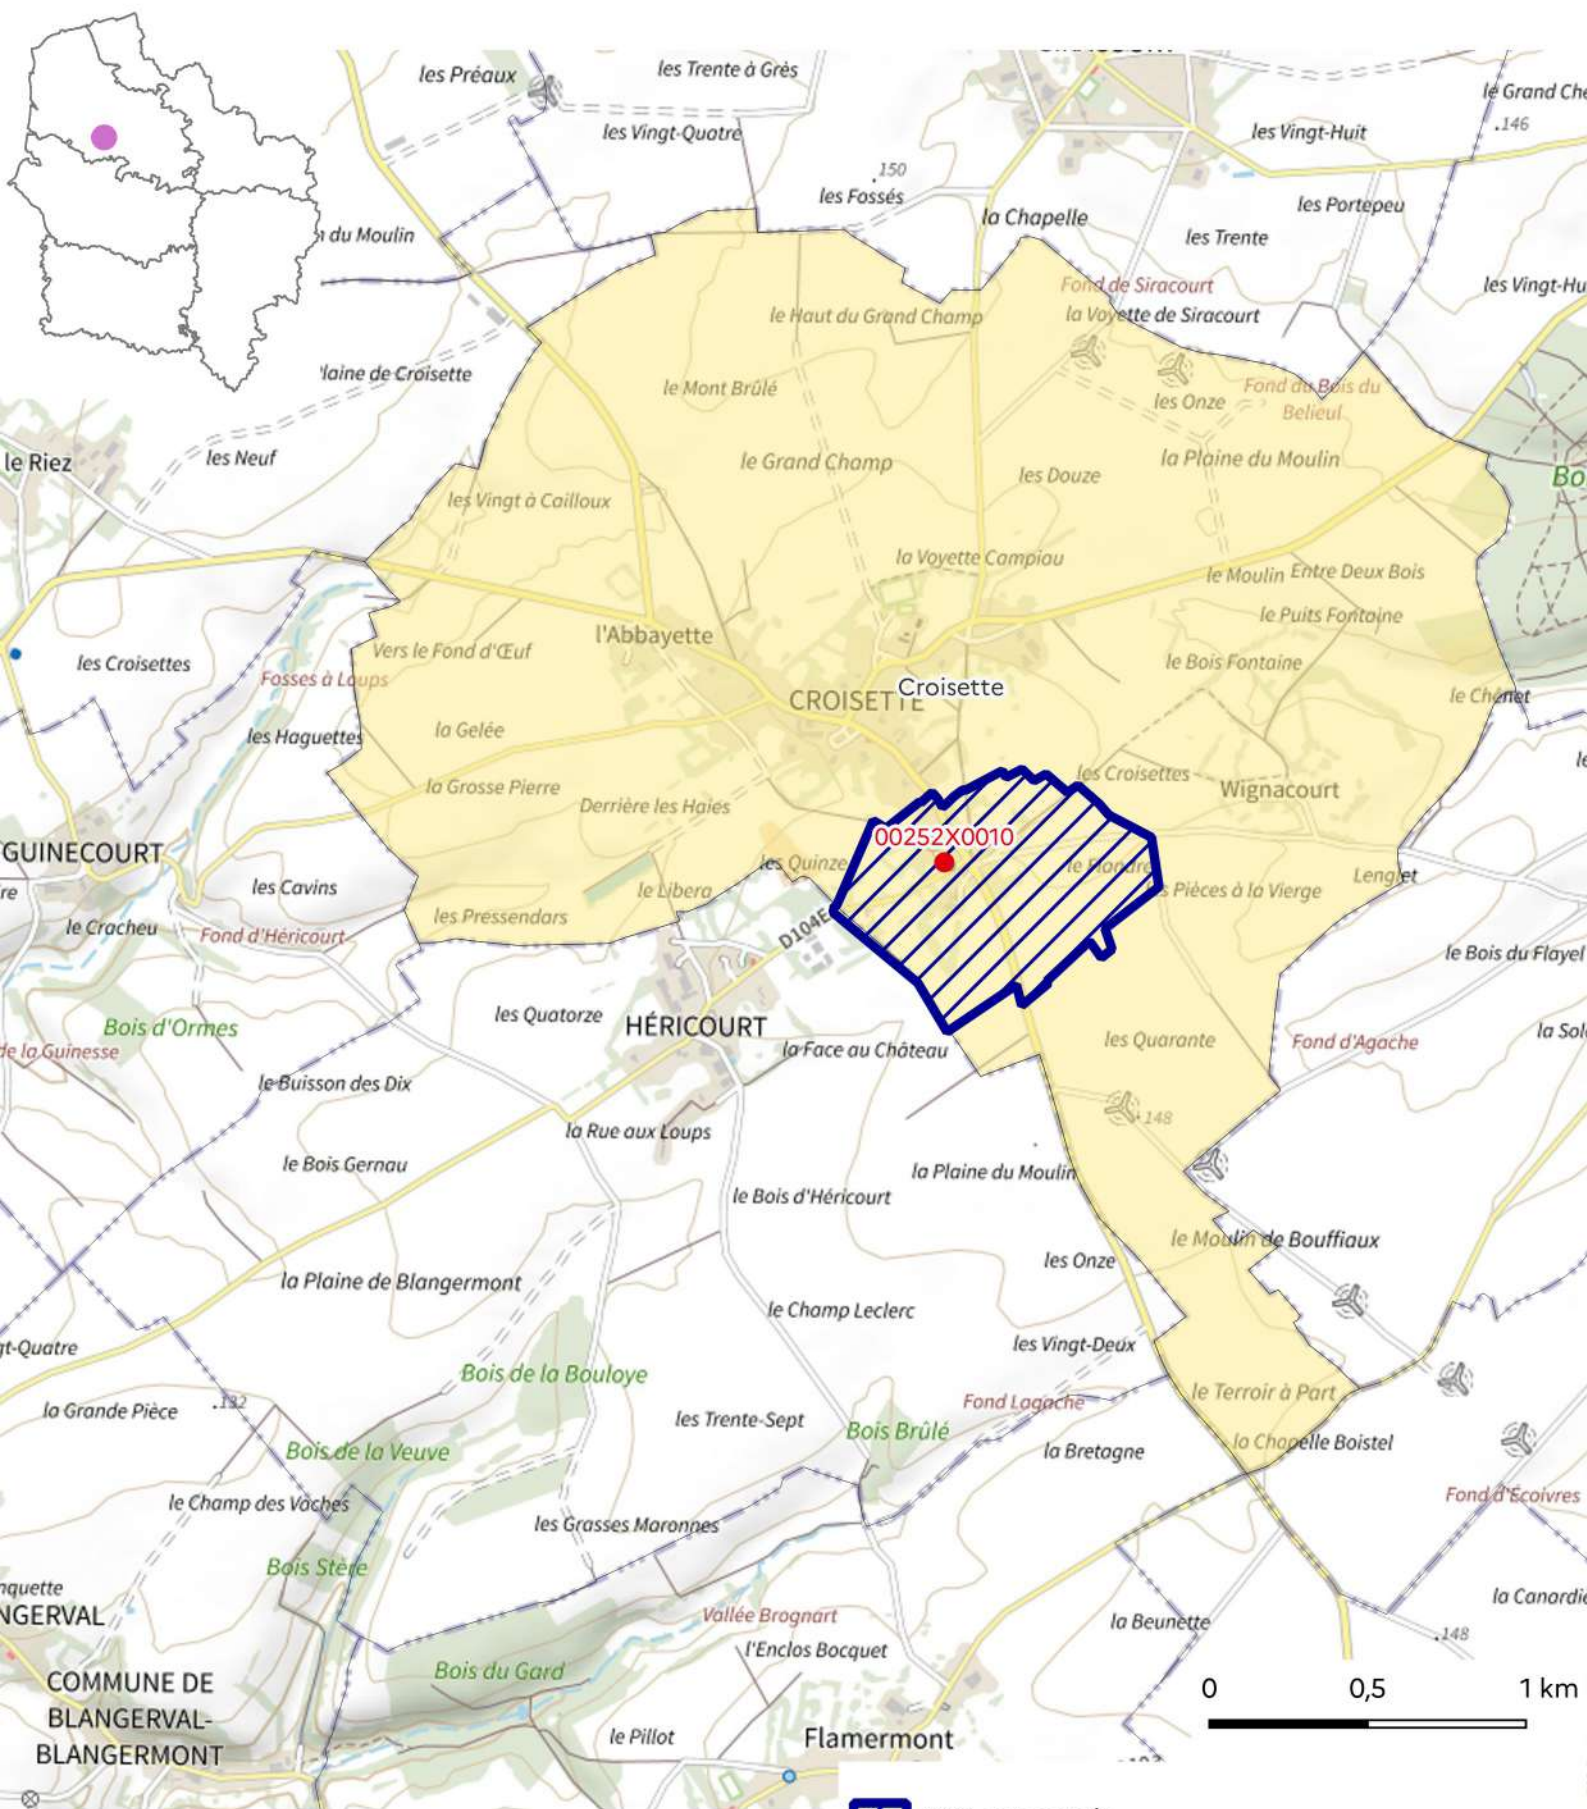 les Préaux
les Trente à Grès
le Grand Che
.146
les Vingt-Quatre
les Vingt-Huit
.150
les Fossés
la Chapelle
les Portepeu
du Moulin
les Trente
Fond de Siracourt
les Vingt-Hu
le Haut du Grand Champ
la Voyette de Siracourt
laine de Croisette
le Mont Brûlé
Fond du Bois du
Belieul
les Onze
le Riez
les Neuf
le Grand Champ
la Plaine du Moulin
les Douze
Bo
les Vingt à Cailloux
la Voyette Campiau
le Moulin
Entre Deux Bois
le Puits Fontaine
l'Abbayette
Vers le Fond d'Œuf
les Croisettes
le Bois Fontaine
Fosses à Loups
CROISETTE
Croisette
le Chênet
les Haguettes
la Gelée
les Croisettes
la Grosse Pierre
Wignacourt
Derrière les Haies
00252X0010
GUINECOURT
les Quinze
le Flandre
Lenglet
les Cavins
le Libera
s Pièces à la Vierge
re
les Pressendars
le Cracheu
Fond d'Héricourt
D104E
le Bois du Flayel
les Quatorze
HÉRICOURT
Bois d'Ormes
la Sol
de la Guinesse
la Face au Château
les Quarante
Fond d'Agache
le Buisson des Dix
.148
la Rue aux Loups
le Bois Gernau
la Plaine du Moulin
le Bois d'Héricourt
le Moulin de Bouffiaux
les Onze
la Plaine de Blangermont
le Champ Leclerc
gt-Quatre
les Vingt-Deux
Bois de la Bouloye
le Terroir à Part
la Grande Pièce
.132
Fond Lagache
les Trente-Sept
Bois Brûlé
la Chapelle Boistel
Bois de la Veuve
la Bretagne
le Champ des Vaches
Fond d'Écoivres
les Grasses Maronnes
Bois Stère
nquette
la Canardie
NGERVAL
Vallée Brognart
la Beunette
.148
l'Enclos Bocquet
Bois du Gard
COMMUNE DE
BLANGERVAL-
BLANGERMONT
0 0,5 1 km
le Pillot
Flamermont